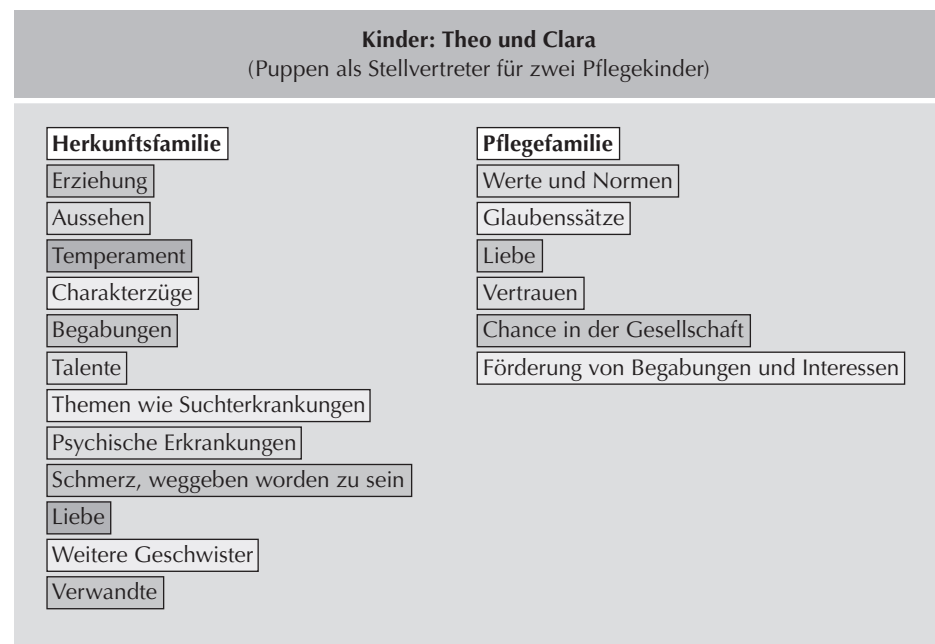 Kinder: Theo und Clara
(Puppen als Stellvertreter für zwei Pflegekinder)
Herkunftsfamilie
Erziehung
Aussehen
Temperament
Charakterzüge
Begabungen
Talente
Themen wie Suchterkrankungen
Psychische Erkrankungen
Schmerz, weggeben worden zu sein
Liebe
Weitere Geschwister
Verwandte
Pflegefamilie
Werte und Normen
Glaubenssätze
Liebe
Vertrauen
Chance in der Gesellschaft
Förderung von Begabungen und Interessen